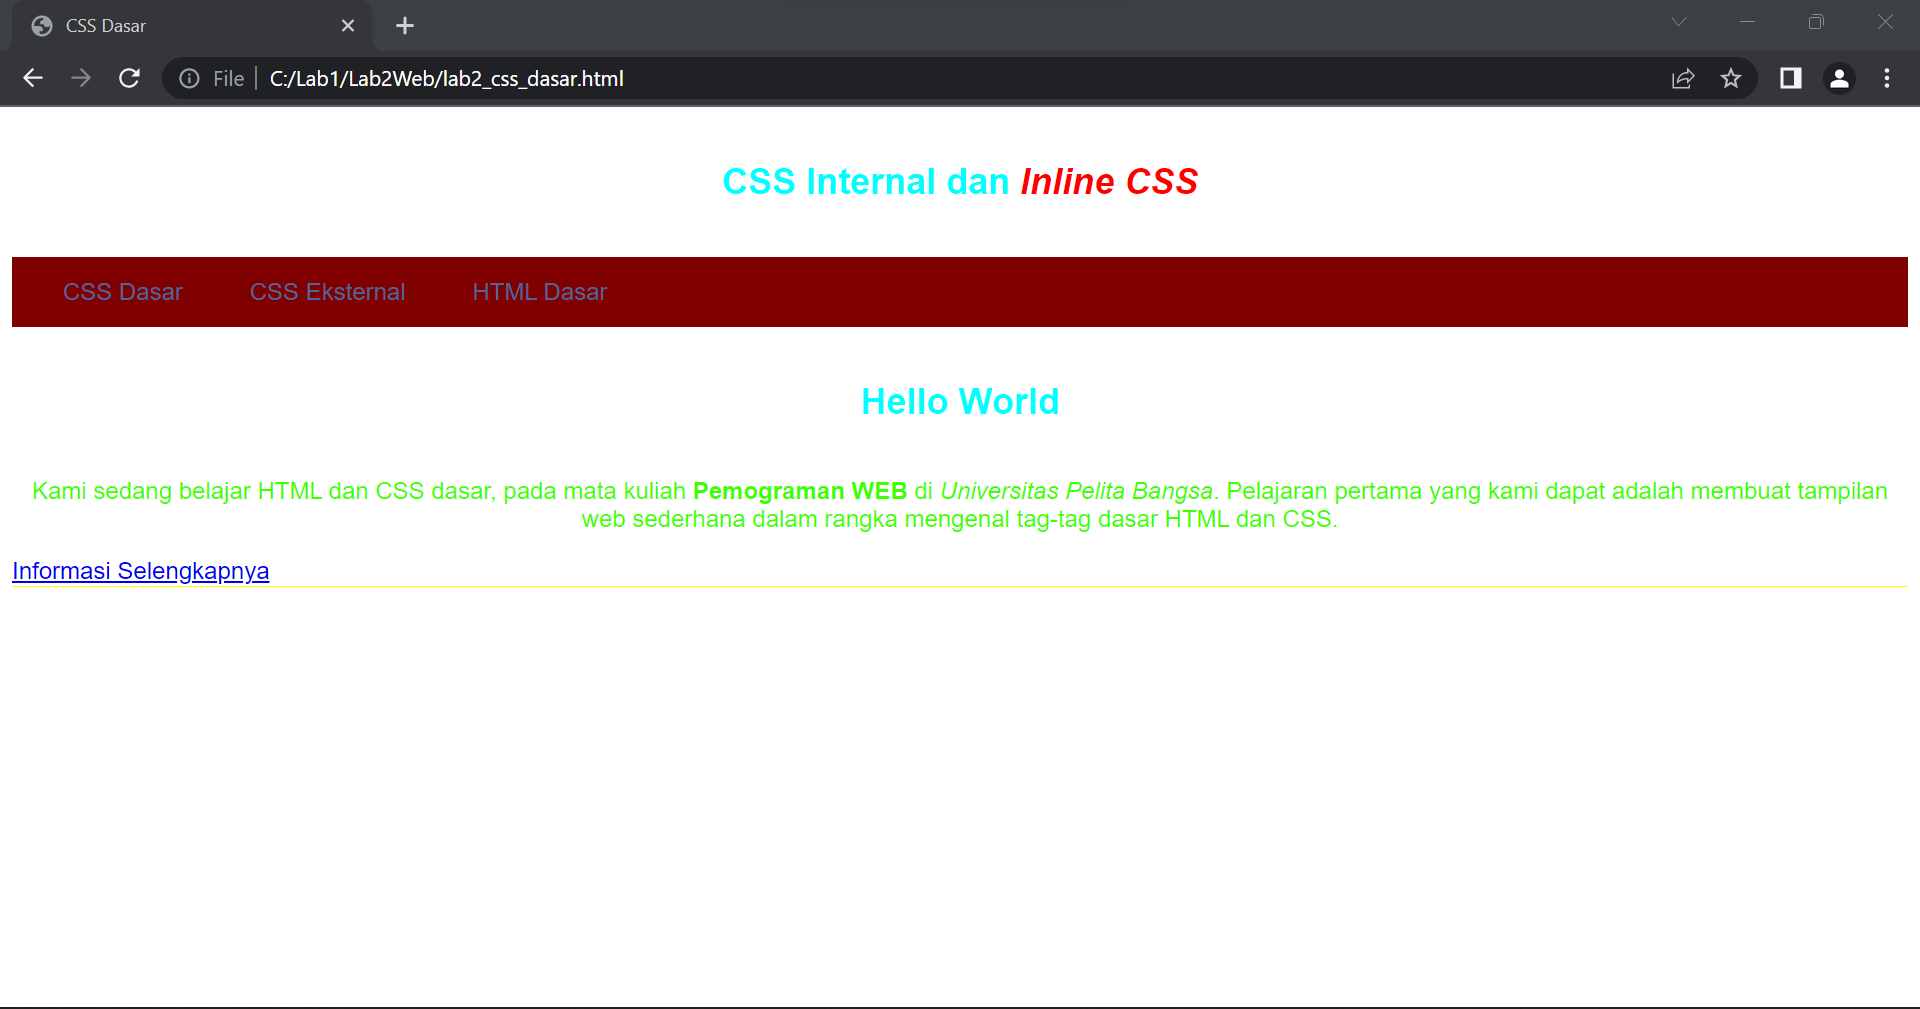 CSS Dasar
File C:/Lab1/Lab2Web/lab2_css_dasar.html
CSS Internal dan Inline CSS
CSS Dasar CSS Eksternal HTML Dasar
Hello World
Kami sedang belajar HTML dan CSS dasar, pada mata kuliah Pemograman WEB di Universitas Pelita Bangsa. Pelajaran pertama yang kami dapat adalah membuat tampilan
web sederhana dalam rangka mengenal tag-tag dasar HTML dan CSS.
Informasi Selengkapnya